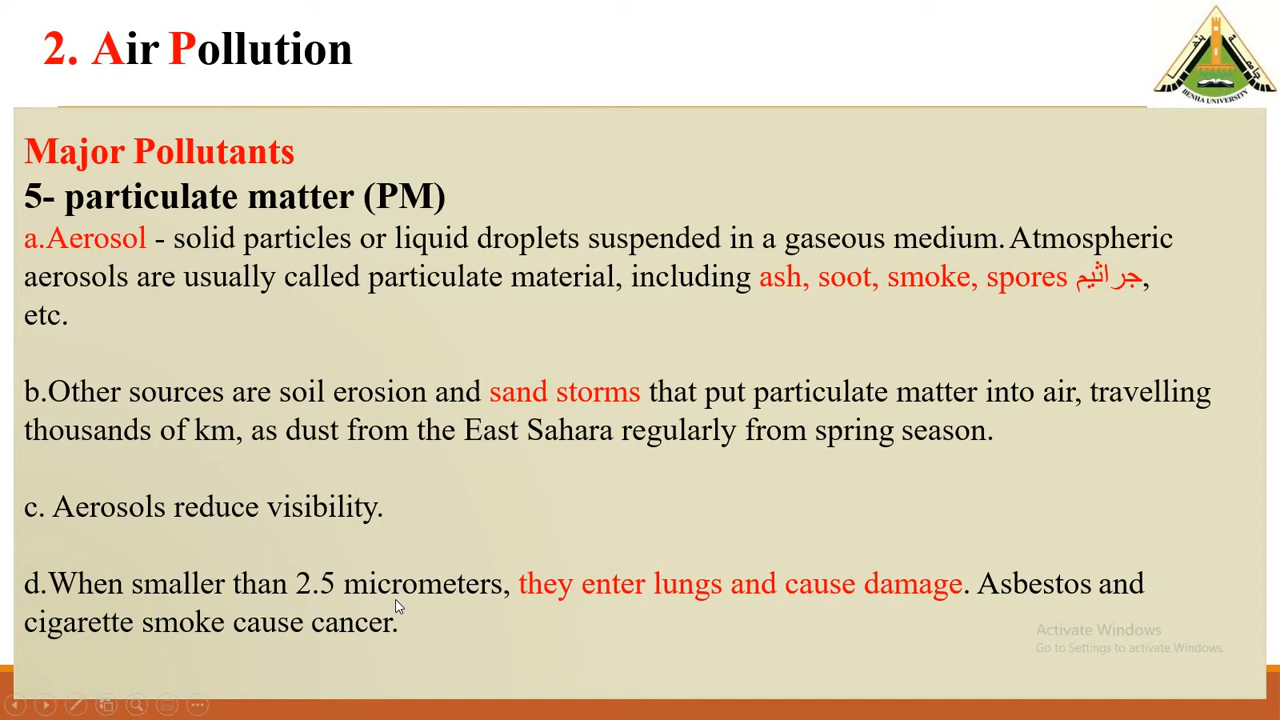 2. Air Pollution
BENHA UNIVERSITY
Major Pollutants
5- particulate matter (PM)
a.Aerosol - solid particles or liquid droplets suspended in a gaseous medium. Atmospheric
aerosols are usually called particulate material, including ash, soot, smoke, spores جراثيم,
etc.
b.Other sources are soil erosion and sand storms that put particulate matter into air, travelling
thousands of km, as dust from the East Sahara regularly from spring season.
c. Aerosols reduce visibility.
d.When smaller than 2.5 micrometers, they enter lungs and cause damage. Asbestos and
cigarette smoke cause cancer.
Activate Windows
Go to Settings to activate Windows.